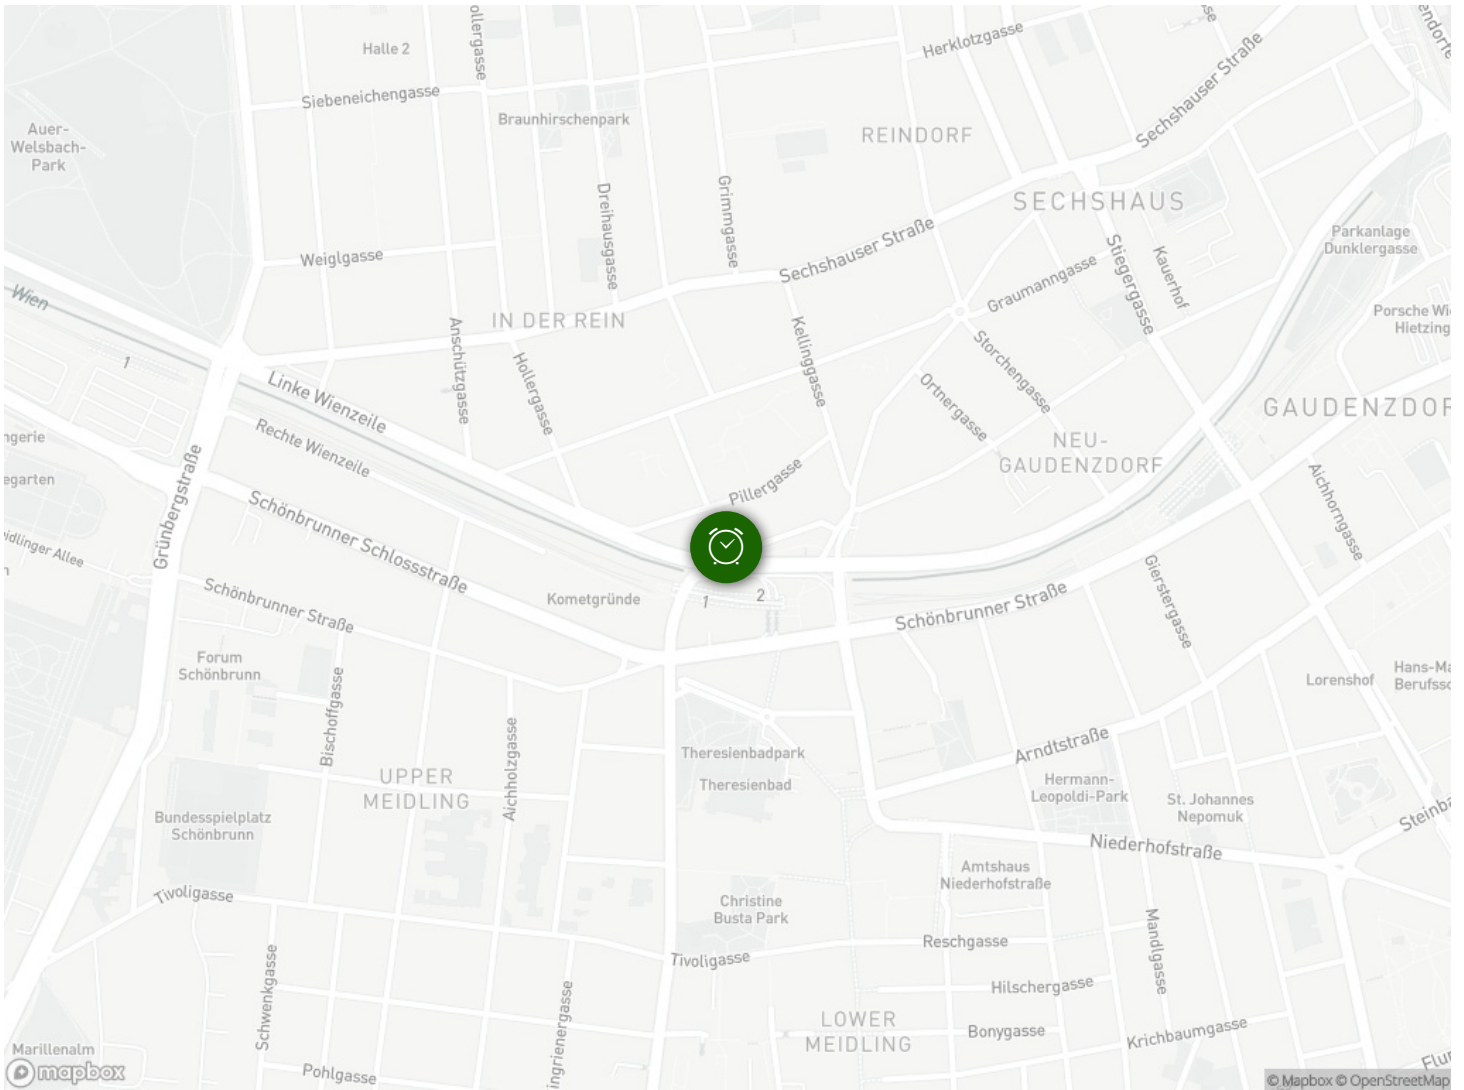 Halle 2
Herklotzgasse
Sechshauser Straße
Siebeneichengasse
Braunhirschenpark
Auer-
Welsbach-
Park
REINDORF
Dreihausgasse
Grimmgasse
SECHSHAUS
Weiglgasse
Sechshauser Straße
Stiegergasse
Kauerhof
Parkanlage
Dunklergasse
Graumanngasse
Wien
IN DER REIN
Anschützgasse
Hollergasse
Kellinggasse
Storchengasse
Hietzing
1
Linke Wienzeile
Ortnergasse
Rechte Wienzeile
NEU-
GAUDENZDORF
Grünbergstraße
Schönbrunner Schlossstraße
Pillergasse
Aichhorngasse
Schönbrunner Straße
Kometgründe
1
2
Schönbrunner Straße
Gierstergasse
Forum
Schönbrunn
Bischoffgasse
Lorenshof
Aichholzgasse
Theresienbadpark
Theresienbad
Arndtstraße
UPPER
MEIDLING
Hermann-
Leopoldi-Park
St. Johannes
Nepomuk
Bundesspielplatz
Schönbrunn
Niederhofstraße
Amtshaus
Niederhofstraße
Tivoligasse
Christine
Busta Park
Mandlgasse
Reschgasse
Tivoligasse
Schwenkgasse
Hilschergasse
LOWER
MEIDLING
Bonygasse
Krichbaumgasse
Marillenalm
Pohlgasse
mapbox
© Mapbox © OpenStreetMap